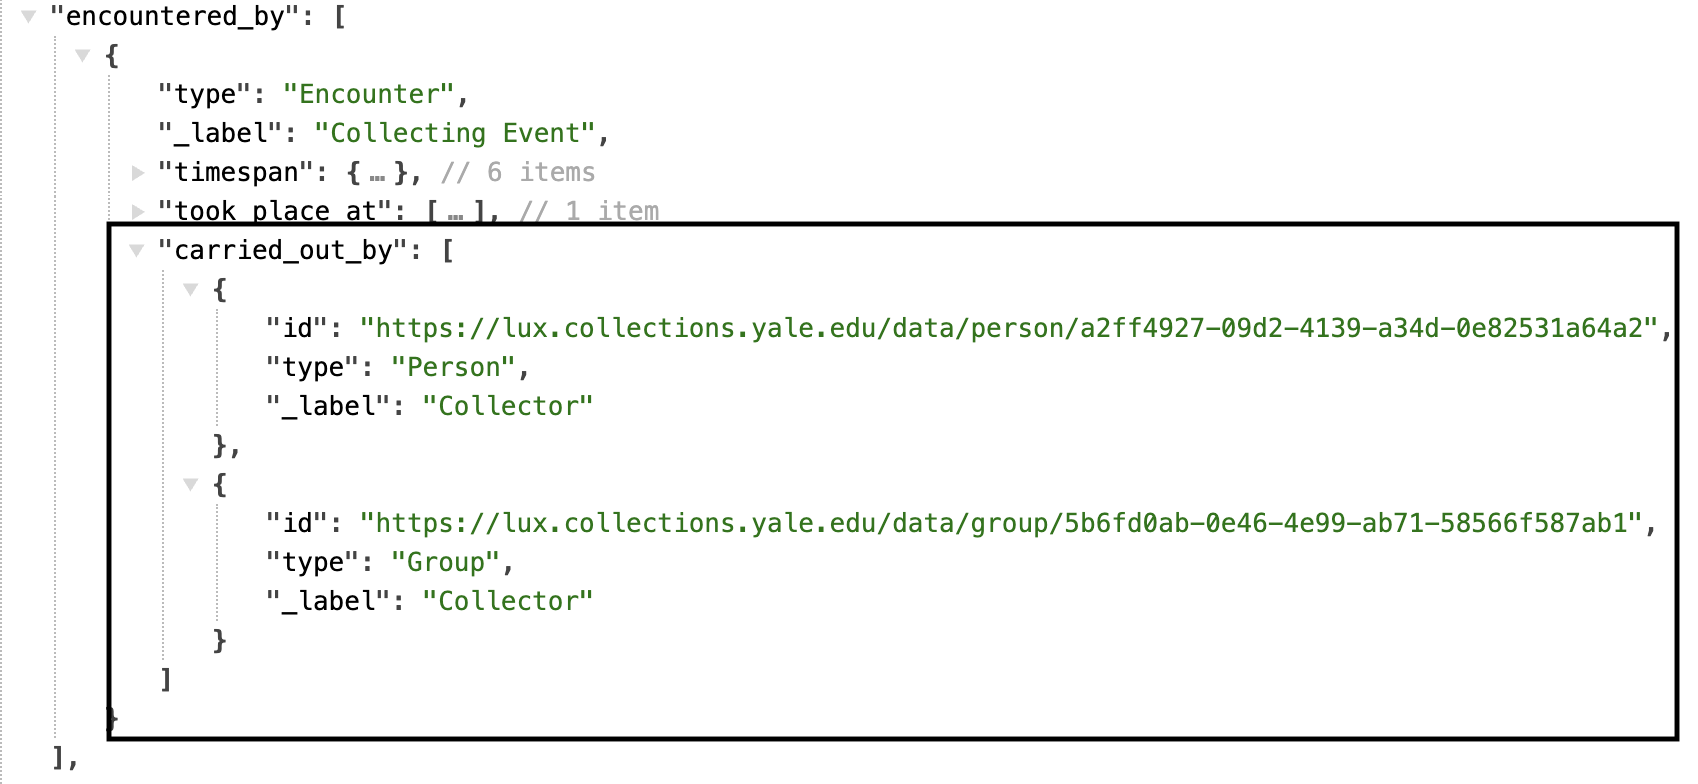 "encountered_by": [
{
"type": "Encounter",
"_label": "Collecting Event",
"timespan": { … }, // 6 items
"took_place_at": [ … ], // 1 item
"carried_out_by": [
{
"id": "https://lux.collections.yale.edu/data/person/a2ff4927-09d2-4139-a34d-0e82531a64a2",
"type": "Person",
"_label": "Collector"
},
{
"id": "https://lux.collections.yale.edu/data/group/5b6fd0ab-0e46-4e99-ab71-58566f587ab1",
"type": "Group",
"_label": "Collector"
}
]
}
],